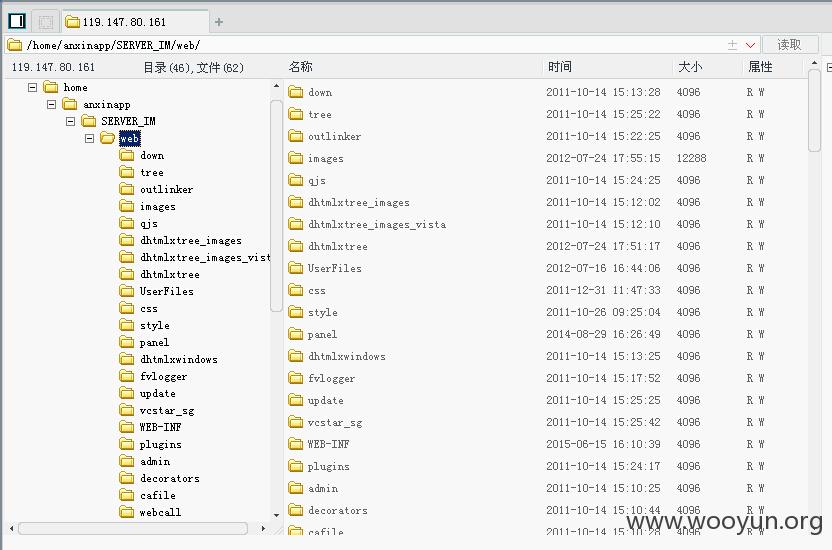 119.147.80.161
/home/anxinapp/SERVER_IM/web/ 读取
119.147.80.161 目录(46),文件(62)
home
anxinapp
SERVER_IM
web
down
tree
outlinker
images
qjs
dhtmlxtree_images
dhtmlxtree_images_vist
dhtmlxtree
UserFiles
css
style
panel
dhtmlxwindows
fvlogger
update
vcstar_sg
WEB-INF
plugins
admin
decorators
cafile
webcall
名称 时间 大小 属性
down 2011-10-14 15:13:28 4096 R W
tree 2011-10-14 15:25:22 4096 R W
outlinker 2011-10-14 15:22:25 4096 R W
images 2012-07-24 17:55:15 12288 R W
qjs 2011-10-14 15:24:25 4096 R W
dhtmlxtree_images 2011-10-14 15:12:02 4096 R W
dhtmlxtree_images_vista 2011-10-14 15:12:10 4096 R W
dhtmlxtree 2012-07-24 17:51:17 4096 R W
UserFiles 2012-07-16 16:44:06 4096 R W
css 2011-12-31 11:47:33 4096 R W
style 2011-10-26 09:25:04 4096 R W
panel 2014-08-29 16:26:49 4096 R W
dhtmlxwindows 2011-10-14 15:13:25 4096 R W
fvlogger 2011-10-14 15:17:52 4096 R W
update 2011-10-14 15:25:25 4096 R W
vcstar_sg 2011-10-14 15:25:42 4096 R W
WEB-INF 2015-06-15 16:10:39 4096 R W
plugins 2011-10-14 15:24:17 4096 R W
admin 2011-10-14 15:10:25 4096 R W
decorators 2011-10-14 15:10:44 4096 R W
cafile 2011-10-14 15:10:28 4096 R W
www.wooyun.org